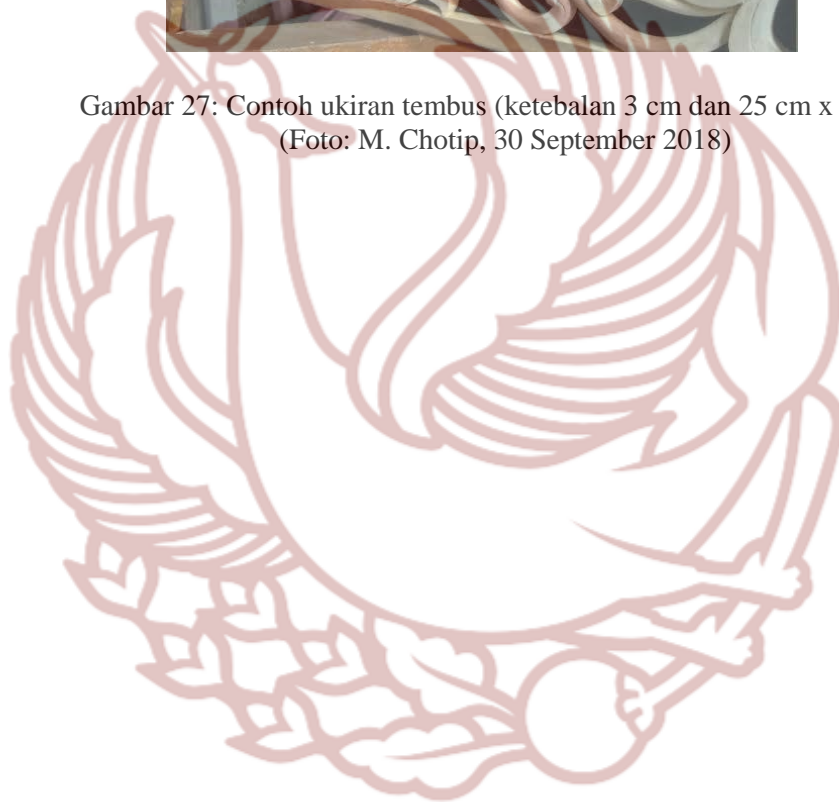 Gambar 27: Contoh ukiran tembus (ketebalan 3 cm dan 25 cm x
(Foto: M. Chotip, 30 September 2018)